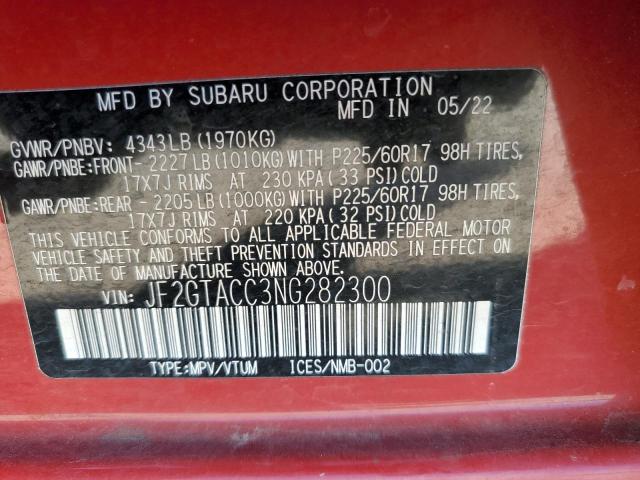 MFD BY SUBARU CORPORATION
MFD IN 05/22
GVWR/PNBV: 4343LB (1970KG)
GAWR/PNBE:FRONT-2227LB(1010KG)WITH P225/60R17 98H TIRES,
17X7J RIMS AT 230 KPA(33 PSI)COLD
GAWR/PNBE:REAR -2205LB(1000KG)WITH P225/60R17 98H TIRES,
17X7J RIMS AT 220 KPA(32 PSI)COLD
THIS VEHICLE CONFORMS TO ALL APPLICABLE FEDERAL MOTOR
VEHICLE SAFETY AND THEFT PREVENTION STANDARDS IN EFFECT ON
THE DATE OF MANUFACTURE SHOWN ABOVE.
VIN: JF2GTACC3NG282300
TYPE:MPV/VTUM ICES/NMB-002